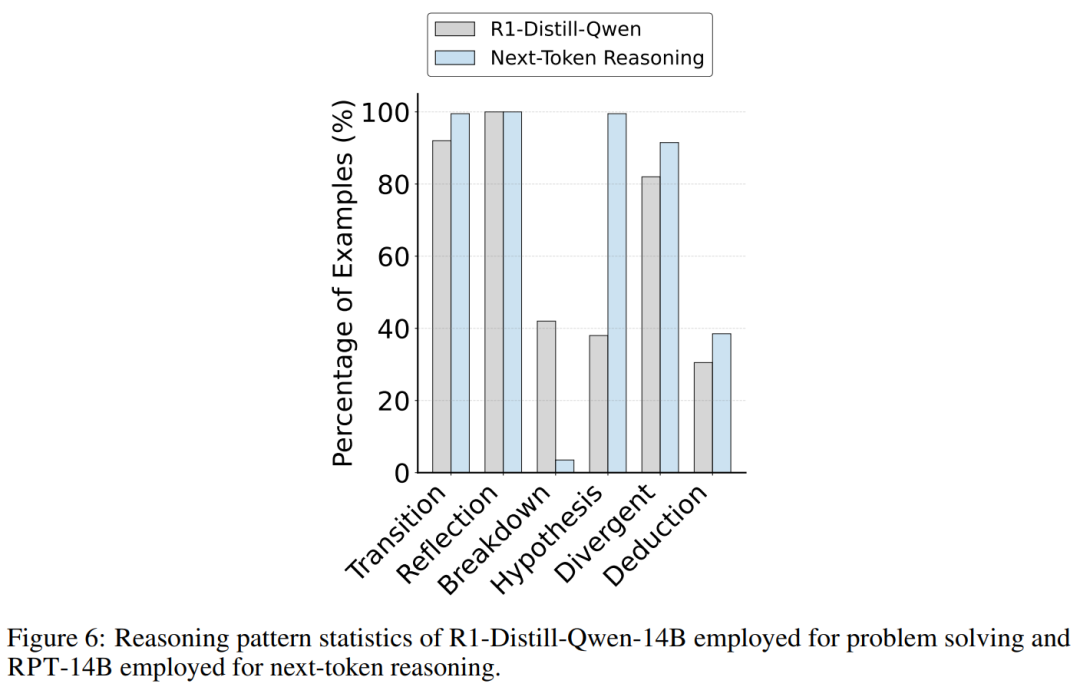 R1-Distill-Qwen
Next-Token Reasoning
Percentage of Examples (%)
100
80
60
40
20
0
Transition
Reflection
Breakdown
Hypothesis
Divergent
Deduction
Figure 6: Reasoning pattern statistics of R1-Distill-Qwen-14B employed for problem solving and
RPT-14B employed for next-token reasoning.